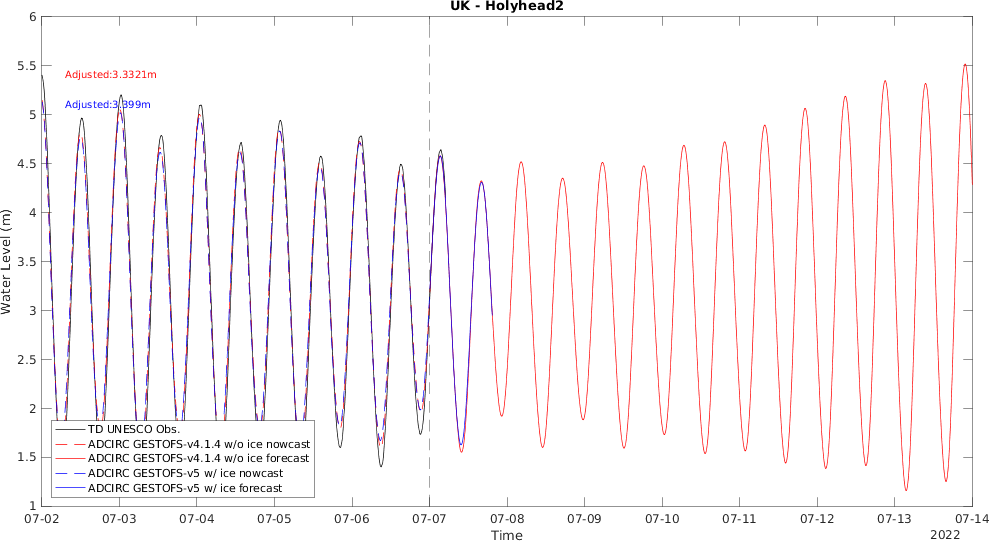 UK - Holyhead2
6
5.5
5
4.5
4
3.5
3
2.5
2
1.5
1
Water Level (m)
Adjusted:3.3321m
Adjusted:3.399m
TD UNESCO Obs.
ADCIRC GESTOFS-v4.1.4 w/o ice nowcast
ADCIRC GESTOFS-v4.1.4 w/o ice forecast
ADCIRC GESTOFS-v5 w/ ice nowcast
ADCIRC GESTOFS-v5 w/ ice forecast
07-02 07-03 07-04 07-05 07-06 07-07 07-08 07-09 07-10 07-11 07-12 07-13 07-14
Time
2022